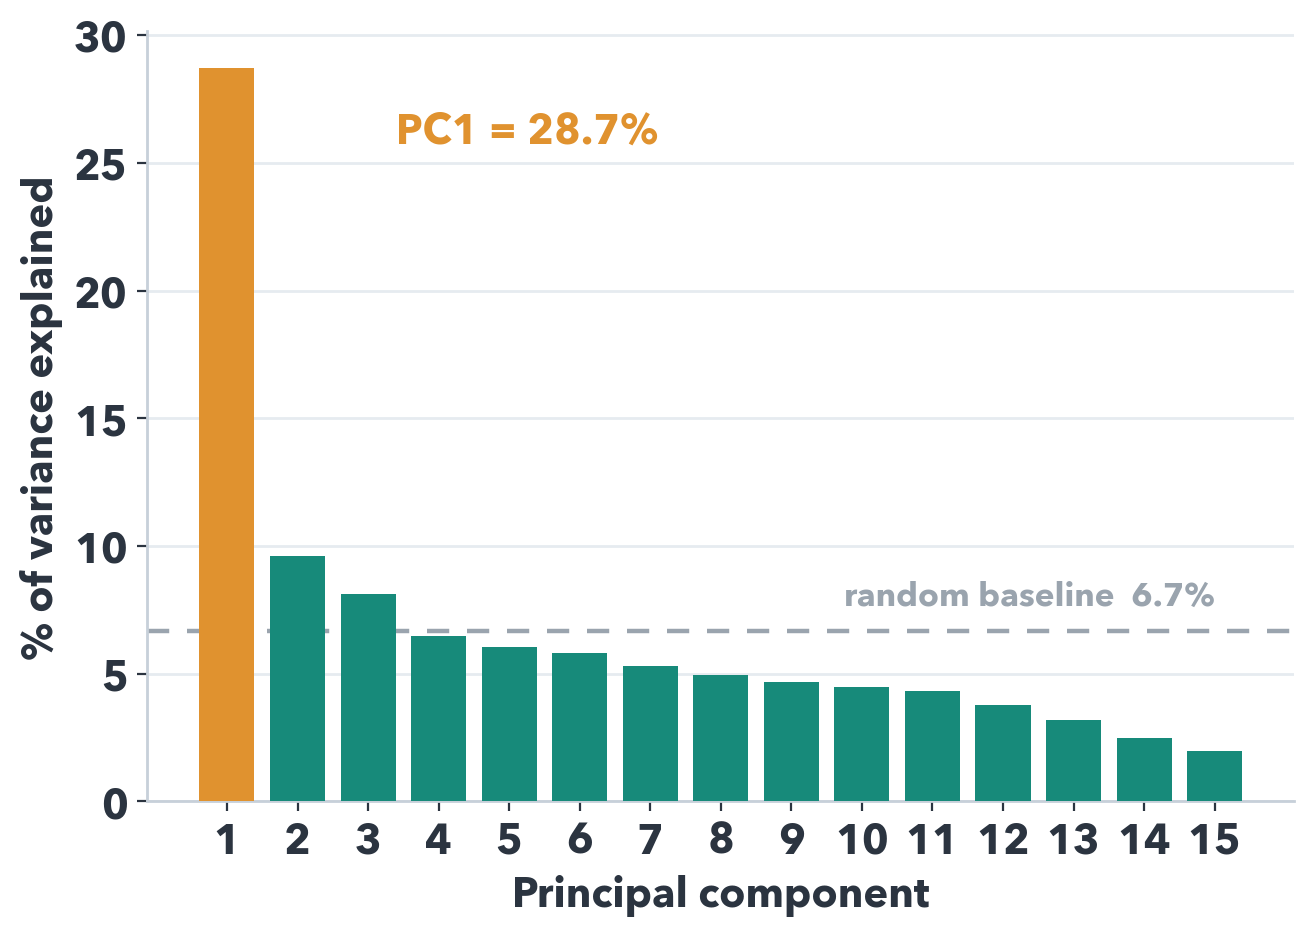 30
25
20
15
10
5
0
% of variance explained
PC1 = 28.7%
random baseline 6.7%
1 2 3 4 5 6 7 8 9 10 11 12 13 14 15
Principal component